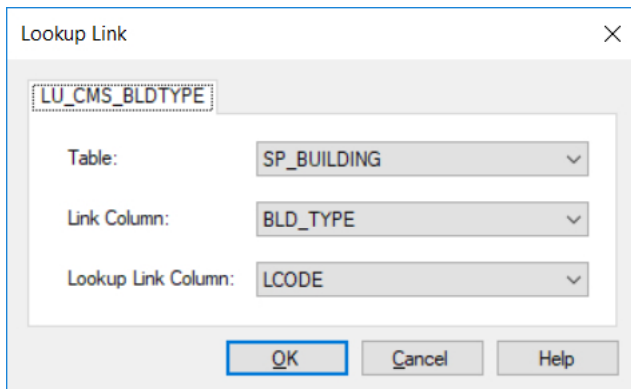 Lookup Link
LU_CMS_BLDTYPE
Table: SP_BUILDING
Link Column: BLD_TYPE
Lookup Link Column: LCODE
OK Cancel Help